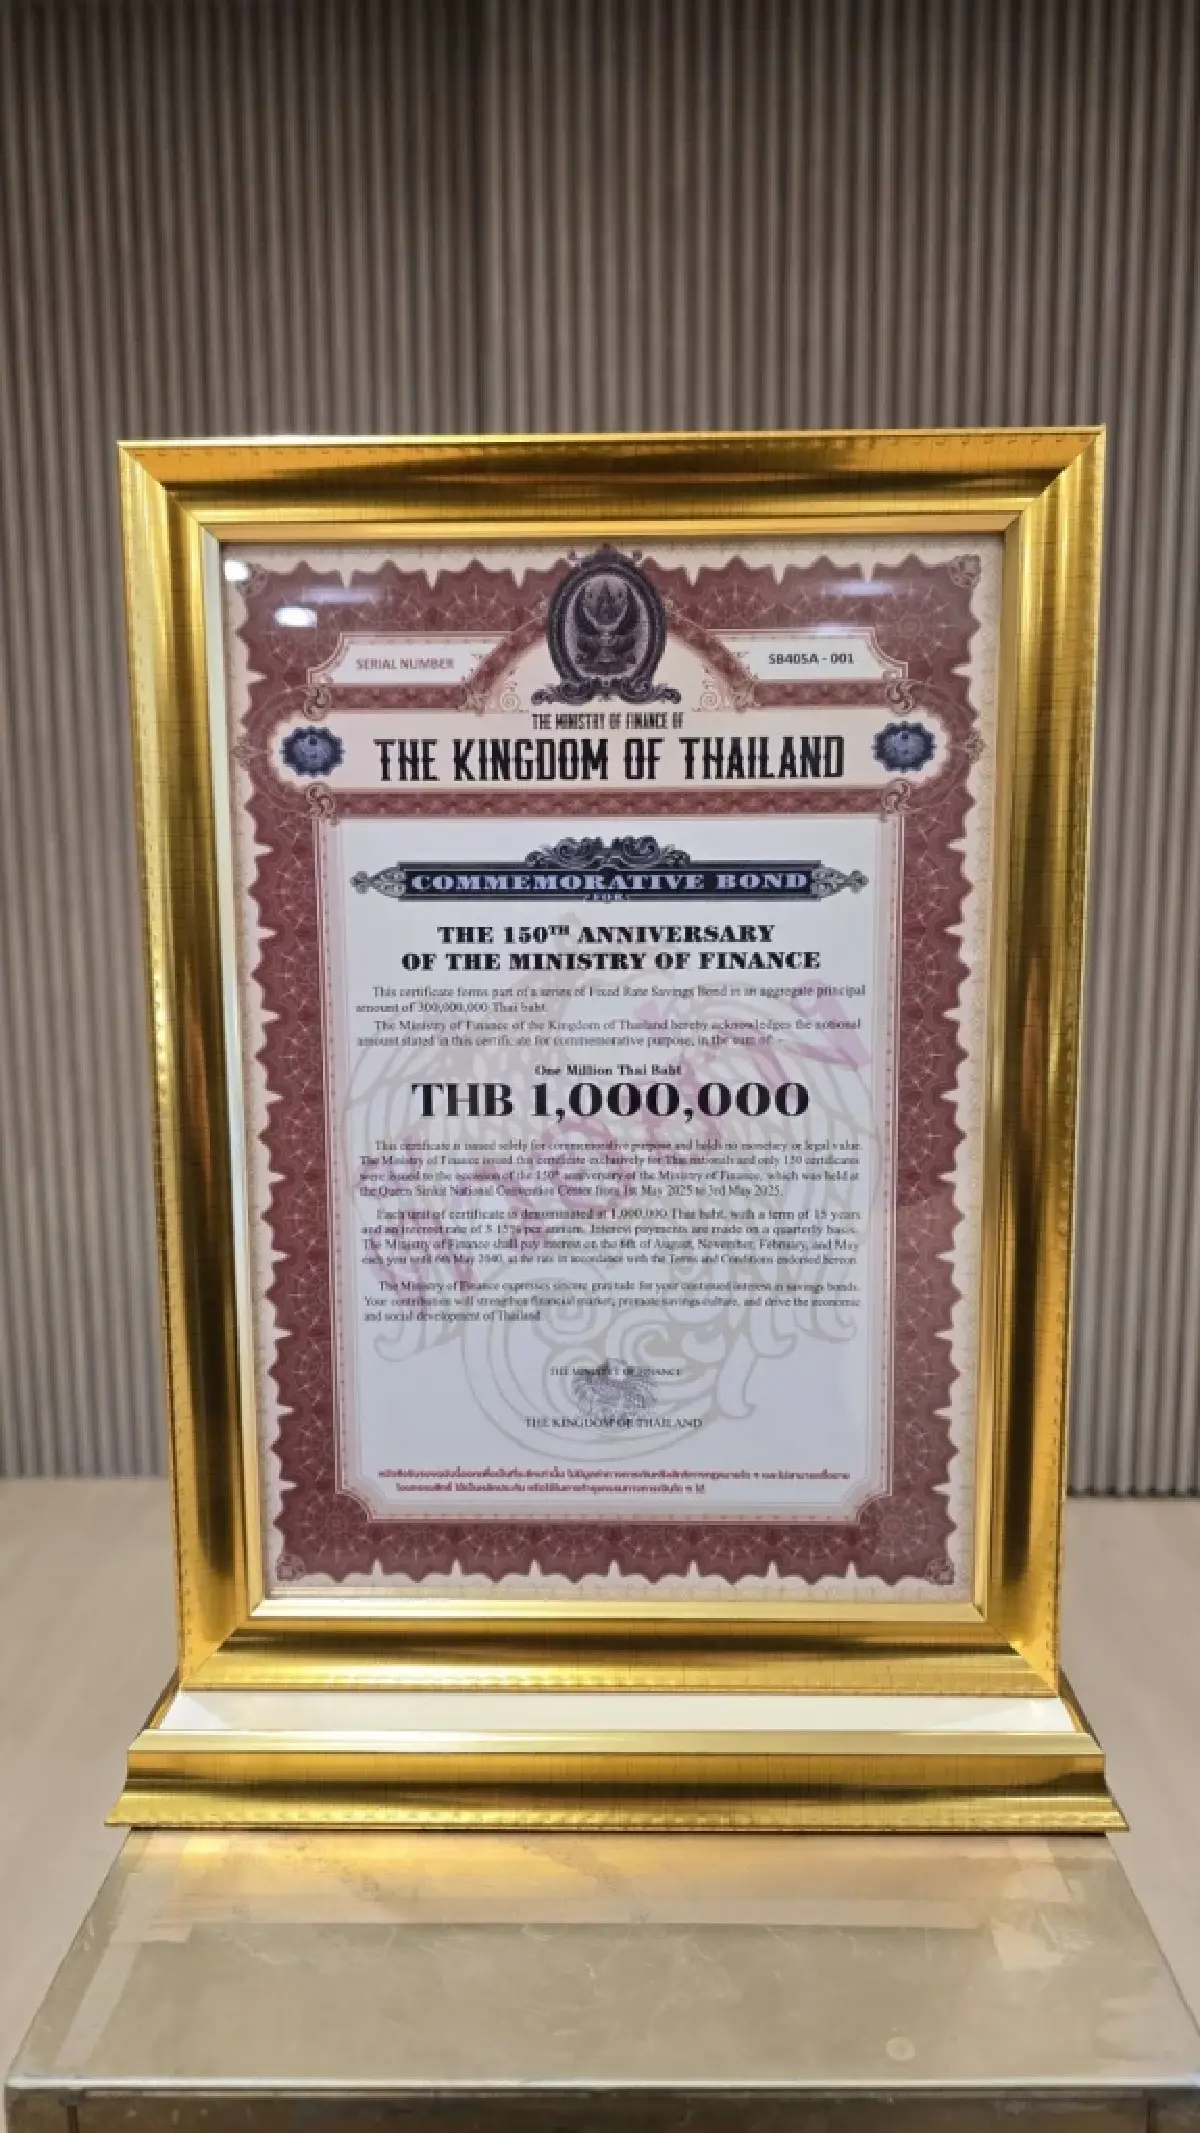 SERIAL NUMBER
SB405A - 001
THE MINISTRY OF FINANCE OF
THE KINGDOM OF THAILAND
COMMEMORATIVE BOND
FOR
THE 150TH ANNIVERSARY
OF THE MINISTRY OF FINANCE
This certificate forms part of a series of Fixed Rate Savings Bond in an aggregate principal
amount of 300,000,000 Thai baht.
The Ministry of Finance of the Kingdom of Thailand hereby acknowledges the notional
amount stated in this certificate for commemorative purpose, in the sum of: -
One Million Thai Baht
THB 1,000,000
This certificate is issued solely for commemorative purpose and holds no monetary or legal value.
The Ministry of Finance issued this certificate exclusively for Thai nationals and only 150 certificates
were issued to the occasion of the 150th anniversary of the Ministry of Finance, which was held at
the Queen Sirikit National Convention Center from 1st May 2025 to 3rd May 2025.
Each unit of certificate is denominated at 1,000,000 Thai baht, with a term of 15 years
and an interest rate of 3.15% per annum. Interest payments are made on a quarterly basis.
The Ministry of Finance shall pay interest on the 6th of August, November, February, and May
each year until 6th May 2040, at the rate in accordance with the Terms and Conditions endorsed hereon.
The Ministry of Finance expresses sincere gratitude for your continued interest in savings bonds.
Your contribution will strengthen financial market, promote savings culture, and drive the economic
and social development of Thailand.
THE MINISTRY OF FINANCE
THE KINGDOM OF THAILAND